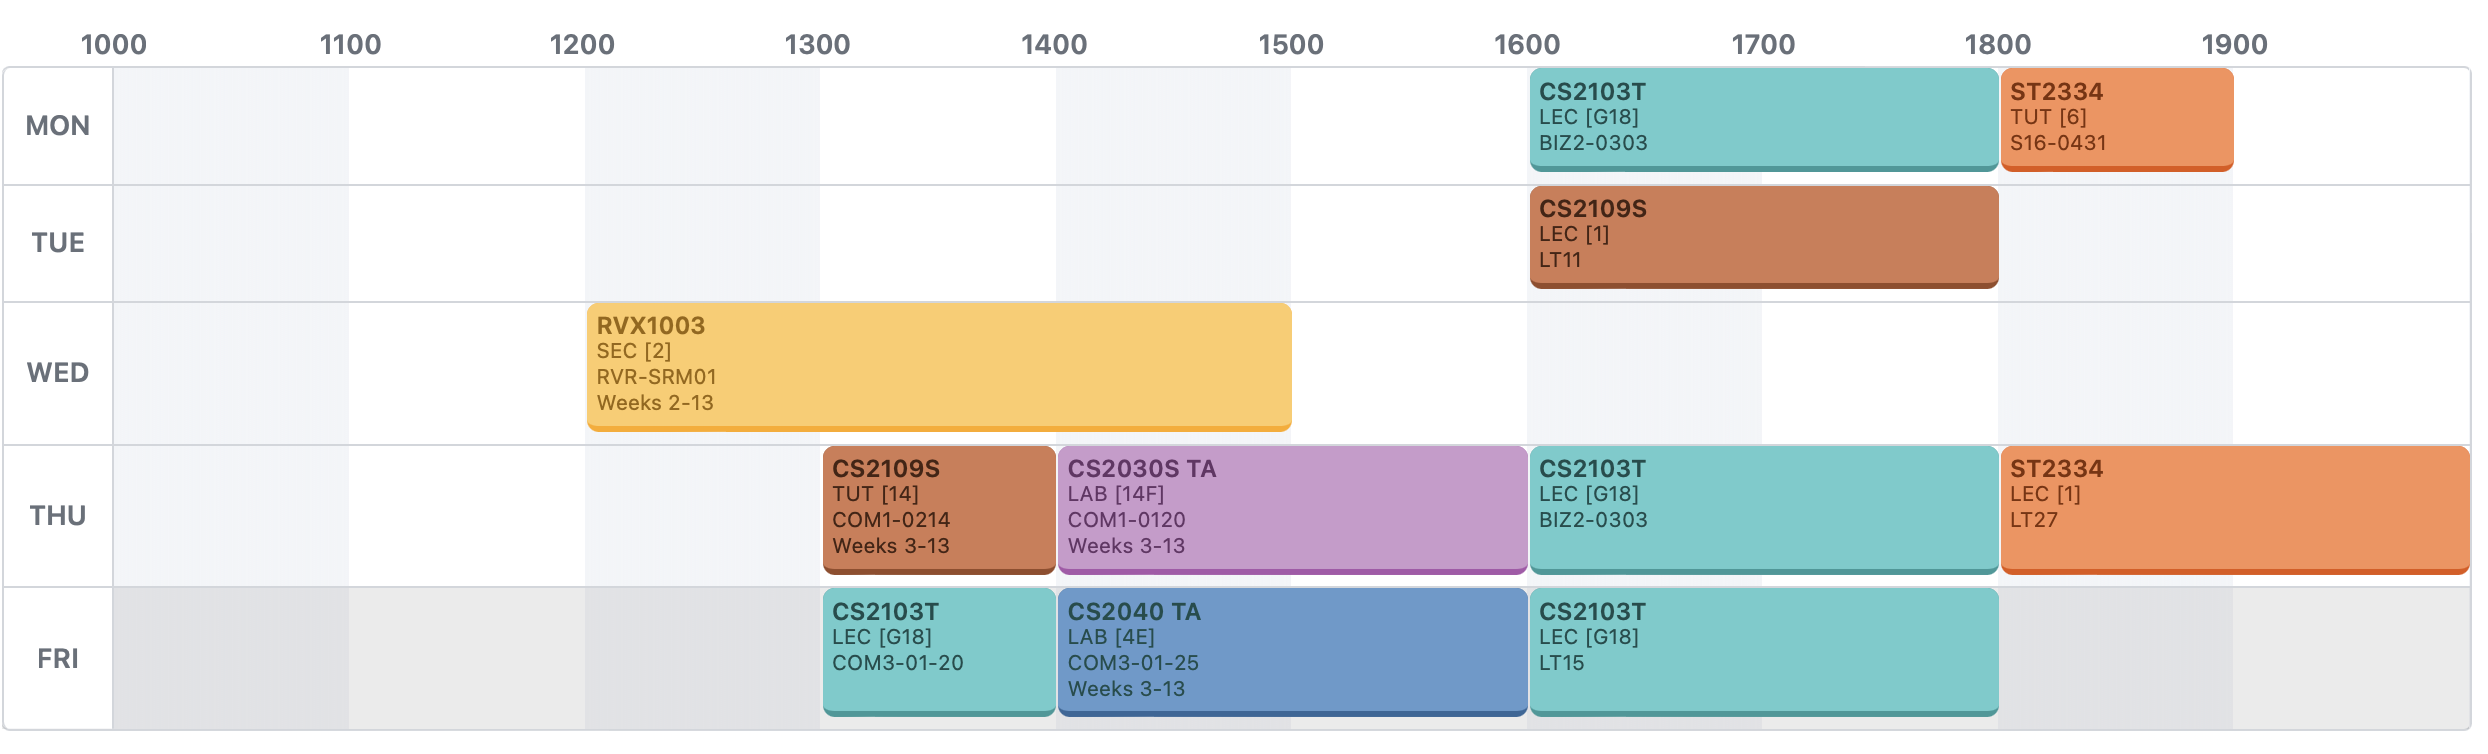 1000 1100 1200 1300 1400 1500 1600 1700 1800 1900
MON
CS2103T
LEC [G18]
BIZ2-0303
ST2334
TUT [6]
S16-0431
TUE
CS2109S
LEC [1]
LT11
WED
RVX1003
SEC [2]
RVR-SRM01
Weeks 2-13
THU
CS2109S
TUT [14]
COM1-0214
Weeks 3-13
CS2030S TA
LAB [14F]
COM1-0120
Weeks 3-13
CS2103T
LEC [G18]
BIZ2-0303
ST2334
LEC [1]
LT27
FRI
CS2103T
LEC [G18]
COM3-01-20
CS2040 TA
LAB [4E]
COM3-01-25
Weeks 3-13
CS2103T
LEC [G18]
LT15